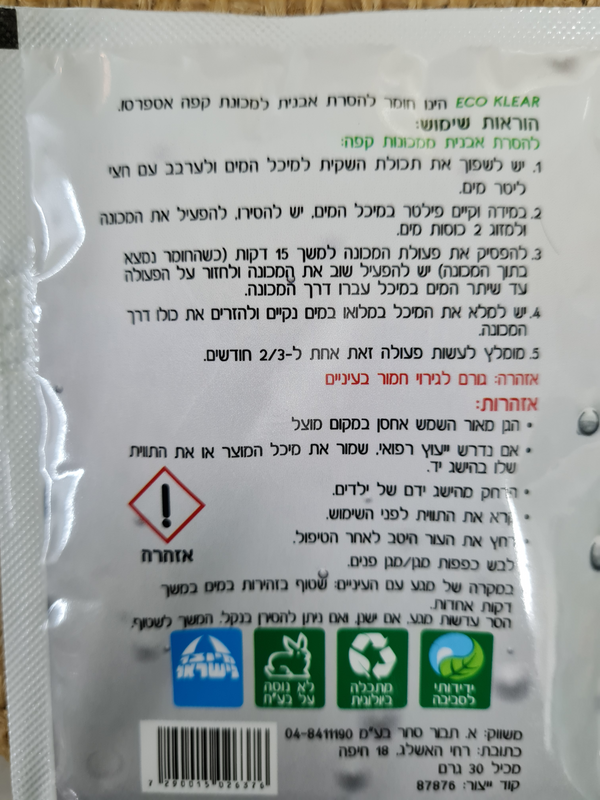 ECO KLEAR הינו חומר להסרת אבנית למכונת קפה אספרסו.
הוראות שימוש:
להסרת אבנית ממכונות קפה:
1. יש לשפוך את תכולת השקית למיכל המים ולערבב עם חצי
ליטר מים.
2. במידה וקיים פילטר במיכל המים, יש להסירו, להפעיל את המכונה
ולמזוג 2 כוסות מים.
3. להפסיק את פעולת המכונה למשך 15 דקות (כשהחומר נמצא
בתוך המכונה) יש להפעיל שוב את המכונה ולחזור על הפעולה
עד שיתר המים במיכל עברו דרך המכונה.
4. יש למלא את המיכל במלואו במים נקיים ולהזרים את כולו דרך
המכונה.
5. מומלץ לעשות פעולה זאת אחת ל-2/3 חודשים.
אזהרה: גורם לגירוי חמור בעיניים
אזהרות:
• הגן מאור השמש אחסן במקום מוצל
• אם נדרש ייעוץ רפואי, שמור את מיכל המוצר או את התווית
שלו בהישג יד.
• הרחק מהישג ידם של ילדים.
• קרא את התווית לפני השימוש.
• רחץ את העור היטב לאחר הטיפול.
לבש כפפות מגן/מגן פנים.
אזהרה
במקרה של מגע עם העיניים: שטוף בזהירות במים במשך
דקות אחדות.
הסר עדשות מגע, אם ישנן, ואם ניתן להסירן בנקל. המשך לשטוף.
ידידותי
לסביבה
מתכלה
ביולוגית
לא נוסה
על בע"ח
תוצרת
ישראל
משווק: א. תבור סחר בע"מ 04-8411190
כתובת: רחי האשלג, 18 חיפה
מכיל 30 גרם
קוד ייצור: 87876
7 290015 026376